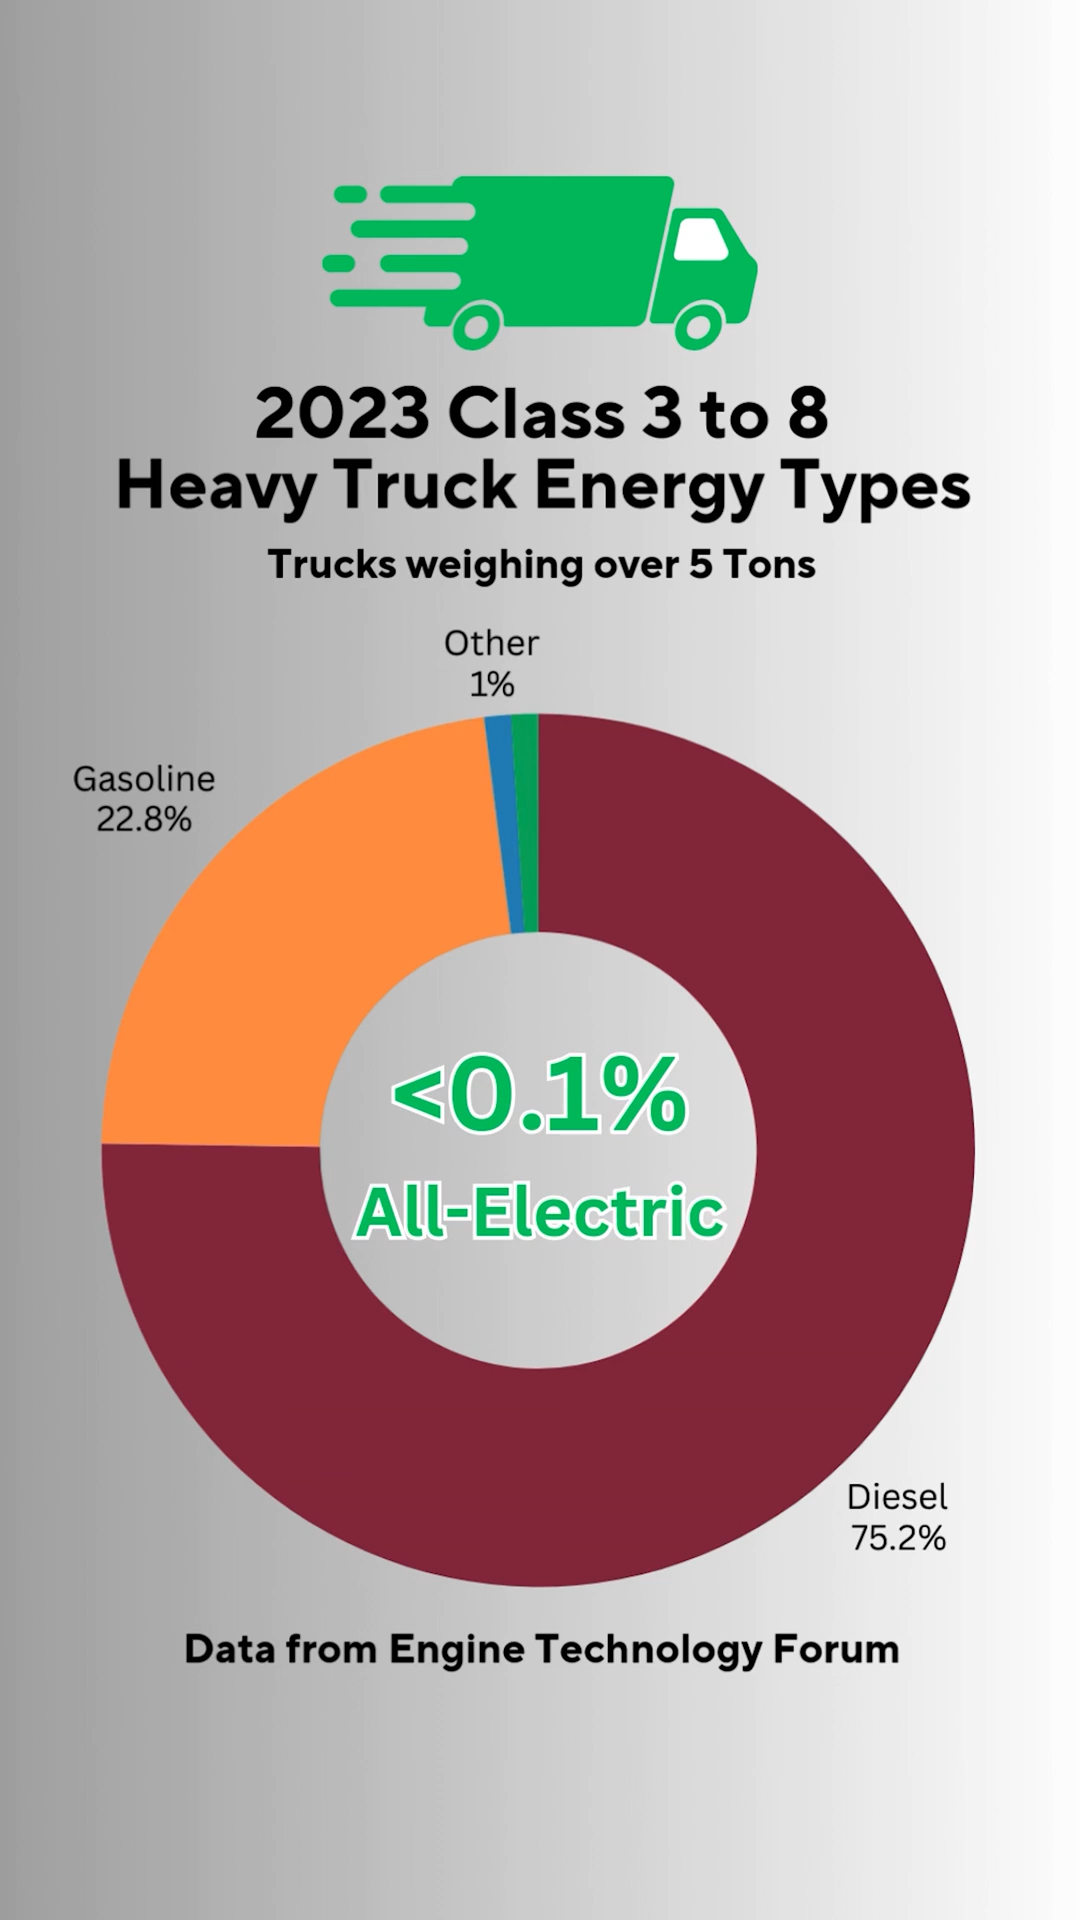 2023 Class 3 to 8
Heavy Truck Energy Types
Trucks weighing over 5 Tons
Other
1%
Gasoline
22.8%
<0.1%
All-Electric
Diesel
75.2%
Data from Engine Technology Forum